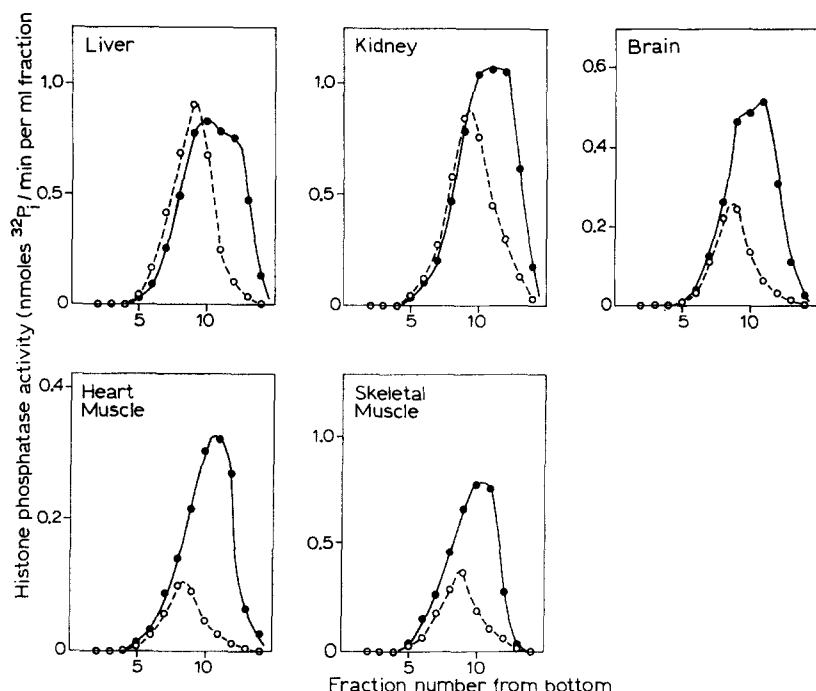 Histone phosphatase activity (nmoles ³²Pᵢ/min per ml fraction
Liver
1,0
0.5
0
5 10
Kidney
1.0
0.5
0
5 10
Brain
0.6
0.4
0.2
0
5 10
Heart
Muscle
0.4
0.2
0
5 10
Skeletal
Muscle
1.0
0.5
0
5 10
Fraction number from bottom